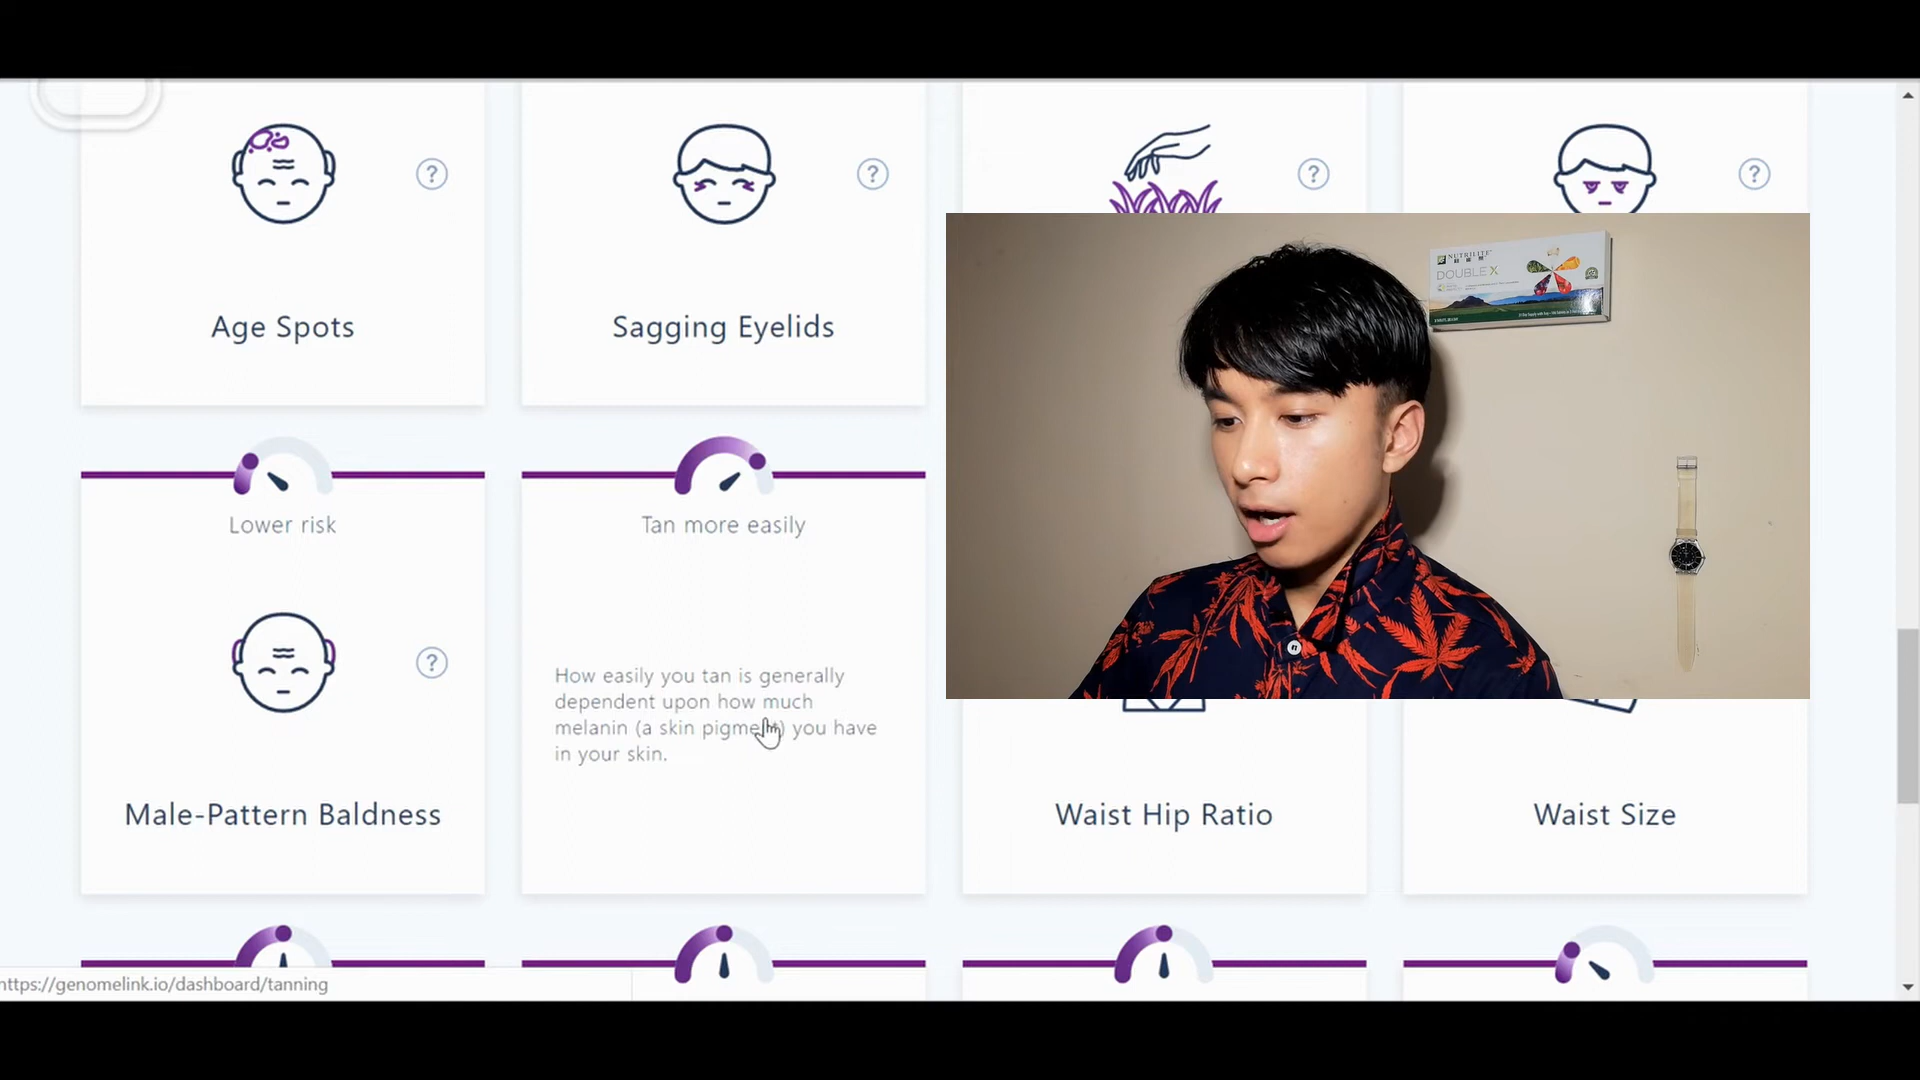 ?
?
?
?
Age Spots
Sagging Eyelids
NUTRILITE
DOUBLE X
Lower risk
Tan more easily
?
How easily you tan is generally
dependent upon how much
melanin (a skin pigment) you have
in your skin.
Male-Pattern Baldness
Waist Hip Ratio
Waist Size
https://genomelink.io/dashboard/tanning